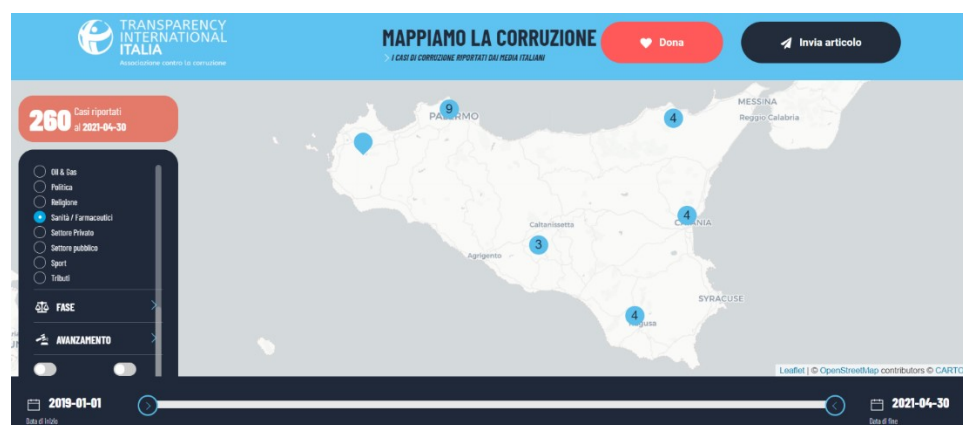 TRANSPARENCY
INTERNATIONAL
ITALIA
Associazione contro la corruzione
MAPPIAMO LA CORRUZIONE
> I CASI DI CORRUZIONE RIPORTATI DAI MEDIA ITALIANI
Dona
Invia articolo
260 Casi riportati
al 2021-04-30
Oil & Gas
Politica
Religione
Sanità / Farmaceutici
Settore Privato
Settore pubblico
Sport
Tributi
FASE
AVANZAMENTO
9
4
MESSINA
Reggio Calabria
Caltanissetta
3
4
Agrigento
SYRACUSE
4
Leaflet | © OpenStreetMap contributors © CARTO
2019-01-01
Data di Inizio
2021-04-30
Data di fine